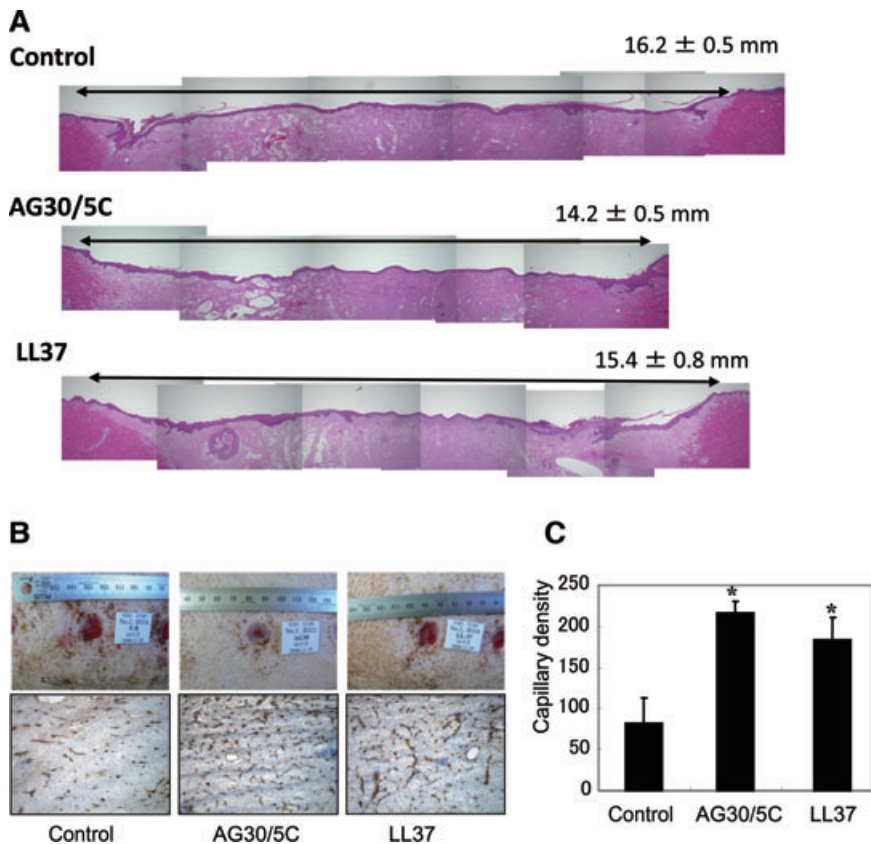 A
Control
16.2 ± 0.5 mm
AG30/5C
14.2 ± 0.5 mm
LL37
15.4 ± 0.8 mm
B
Control
AG30/5C
LL37
C
Capillary density
250
200
150
100
50
0
*
*
Control
AG30/5C
LL37